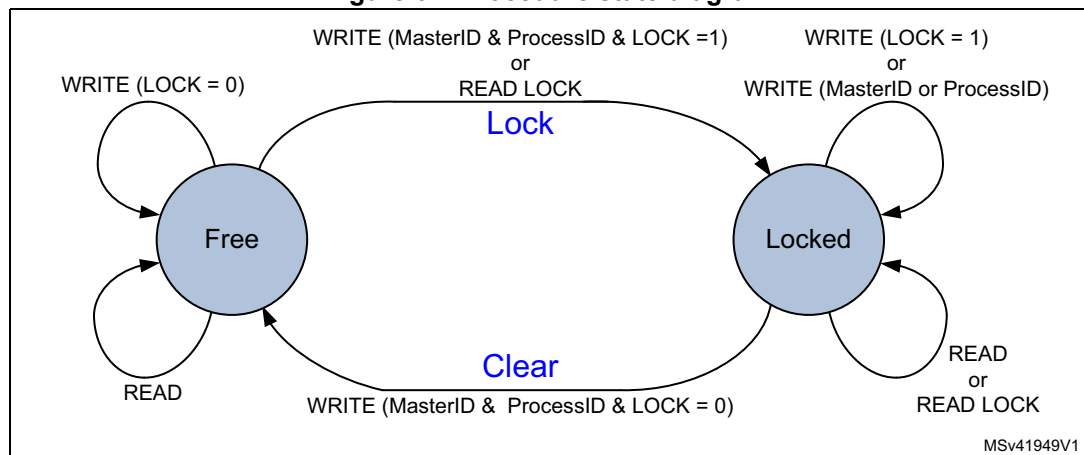 WRITE (MasterID & ProcessID & LOCK =1)
or
READ LOCK
Lock
WRITE (LOCK = 1)
or
WRITE (MasterID or ProcessID)
WRITE (LOCK = 0)
Free
Locked
READ
Clear
WRITE (MasterID & ProcessID & LOCK = 0)
READ
or
READ LOCK
MSv41949V1